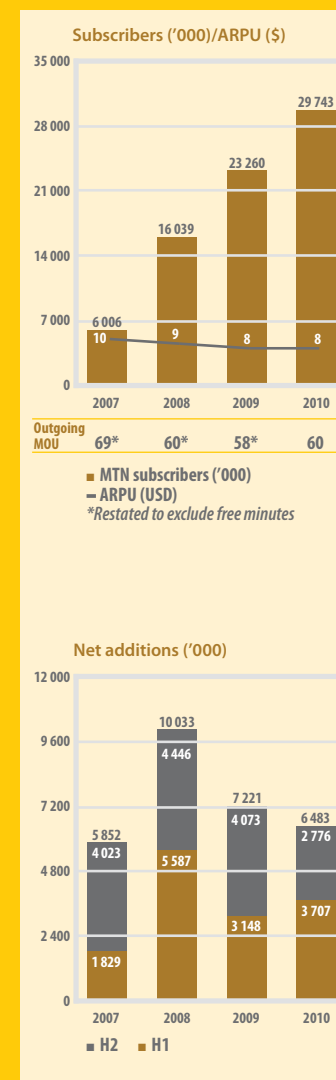 Subscribers ('000)/ARPU ($)
35 000
29 743
28 000
23 260
21 000
16 039
14 000
7 000
6 006
10 9 8 8
0
2007 2008 2009 2010
Outgoing
MOU 69* 60* 58* 60
■ MTN subscribers ('000)
– ARPU (USD)
*Restated to exclude free minutes
Net additions ('000)
12 000
10 033
9 600
4 446
7 221
7 200
4 073
6 483
5 852
2 776
4 023
4 800
5 587
3 707
3 148
2 400
1 829
0
2007 2008 2009 2010
■ H2 ■ H1